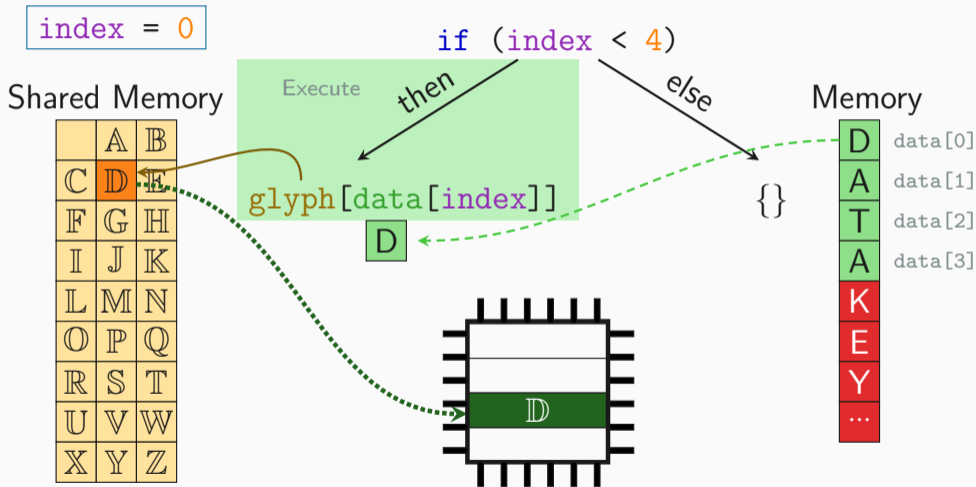 index = 0
if (index < 4)
Execute
then
else
Shared Memory
Memory
𝔸 𝔹
ℂ 𝔻 𝔼
𝔽 𝔾 ℍ
𝕀 𝕁 𝕂
𝕃 𝕄 ℕ
𝕆 ℙ ℚ
ℝ 𝕊 𝕋
𝕌 𝕍 𝕎
𝕏 𝕐 ℤ
glyph[data[index]]
D
{}
D data[0]
A data[1]
T data[2]
A data[3]
K
E
Y
...
𝔻